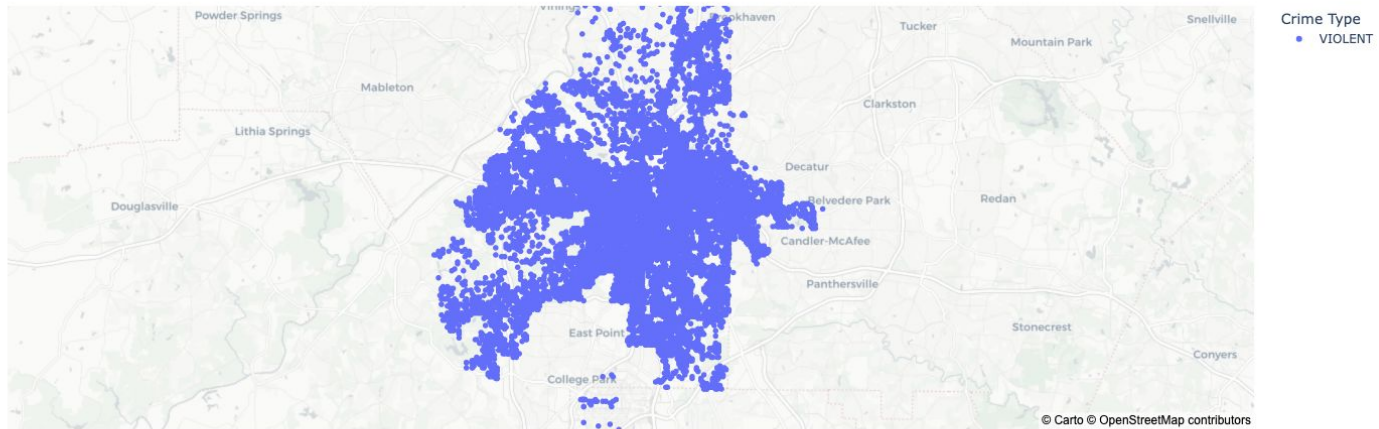 Powder Springs
Vinings
Brookhaven
Tucker
Snellville
Mountain Park
Mableton
Clarkston
Lithia Springs
Decatur
Douglasville
Belvedere Park
Redan
Candler-McAfee
Panthersville
East Point
Stonecrest
Conyers
College Park
© Carto © OpenStreetMap contributors
Crime Type
VIOLENT